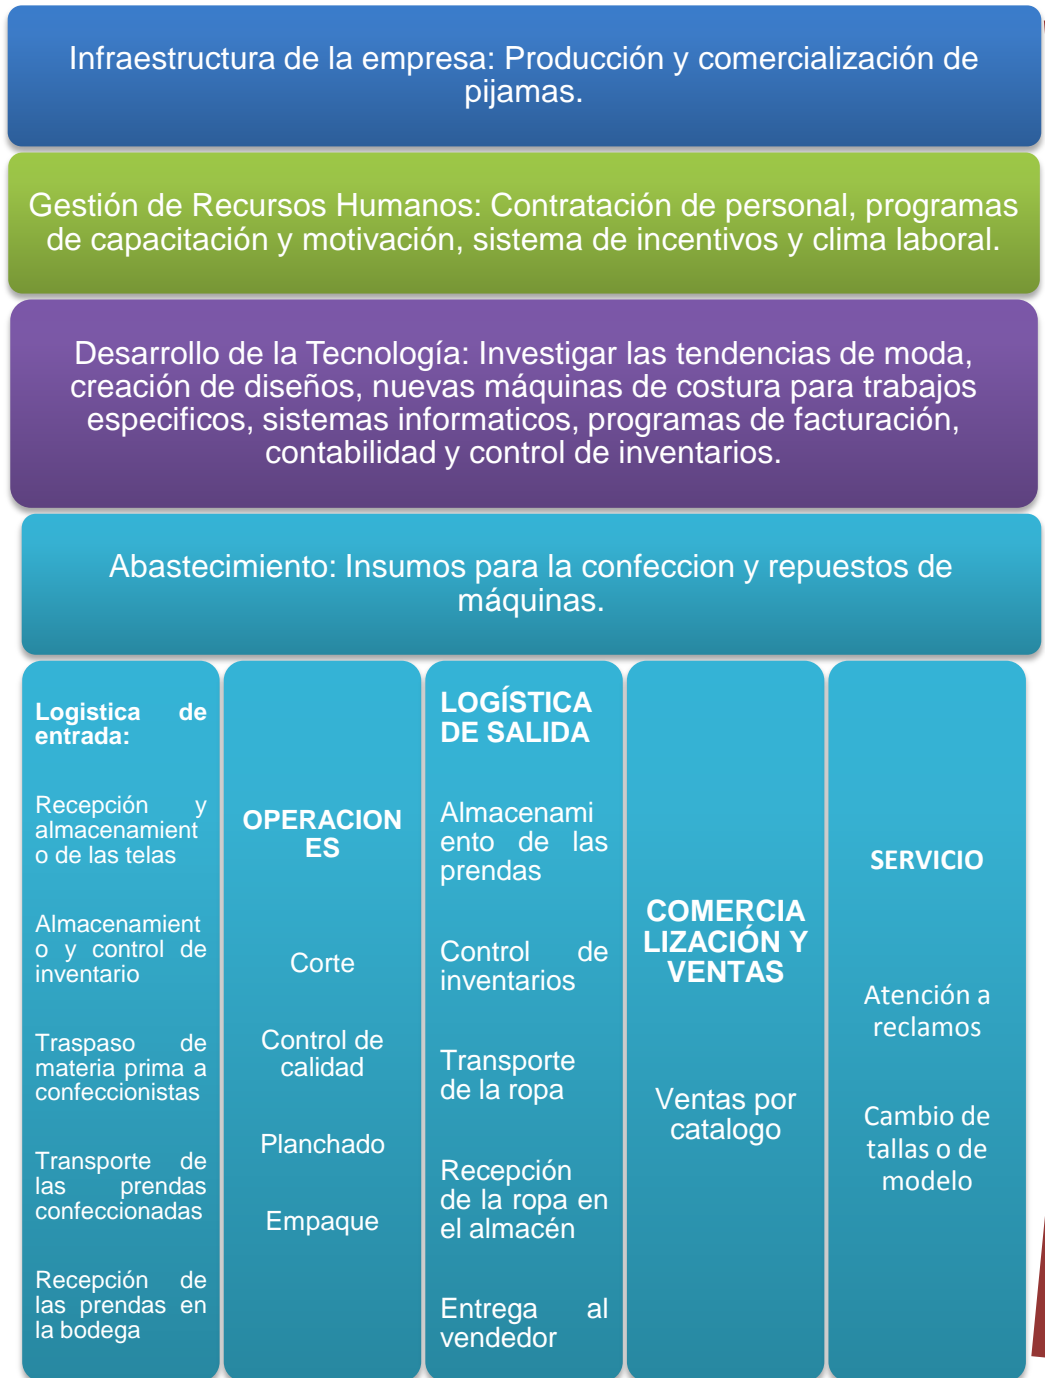 Infraestructura de la empresa: Producción y comercialización de
pijamas.
Gestión de Recursos Humanos: Contratación de personal, programas
de capacitación y motivación, sistema de incentivos y clima laboral.
Desarrollo de la Tecnología: Investigar las tendencias de moda,
creación de diseños, nuevas máquinas de costura para trabajos
especificos, sistemas informaticos, programas de facturación,
contabilidad y control de inventarios.
Abastecimiento: Insumos para la confeccion y repuestos de
máquinas.
Logistica de
entrada:
Recepción y
almacenamient
o de las telas
Almacenamient
o y control de
inventario
Traspaso de
materia prima a
confeccionistas
Transporte de
las prendas
confeccionadas
Recepción de
las prendas en
la bodega
OPERACION
ES
Corte
Control de
calidad
Planchado
Empaque
LOGÍSTICA
DE SALIDA
Almacenami
ento de las
prendas
Control de
inventarios
Transporte
de la ropa
Recepción
de la ropa en
el almacén
Entrega al
vendedor
COMERCIA
LIZACIÓN Y
VENTAS
Ventas por
catalogo
SERVICIO
Atención a
reclamos
Cambio de
tallas o de
modelo